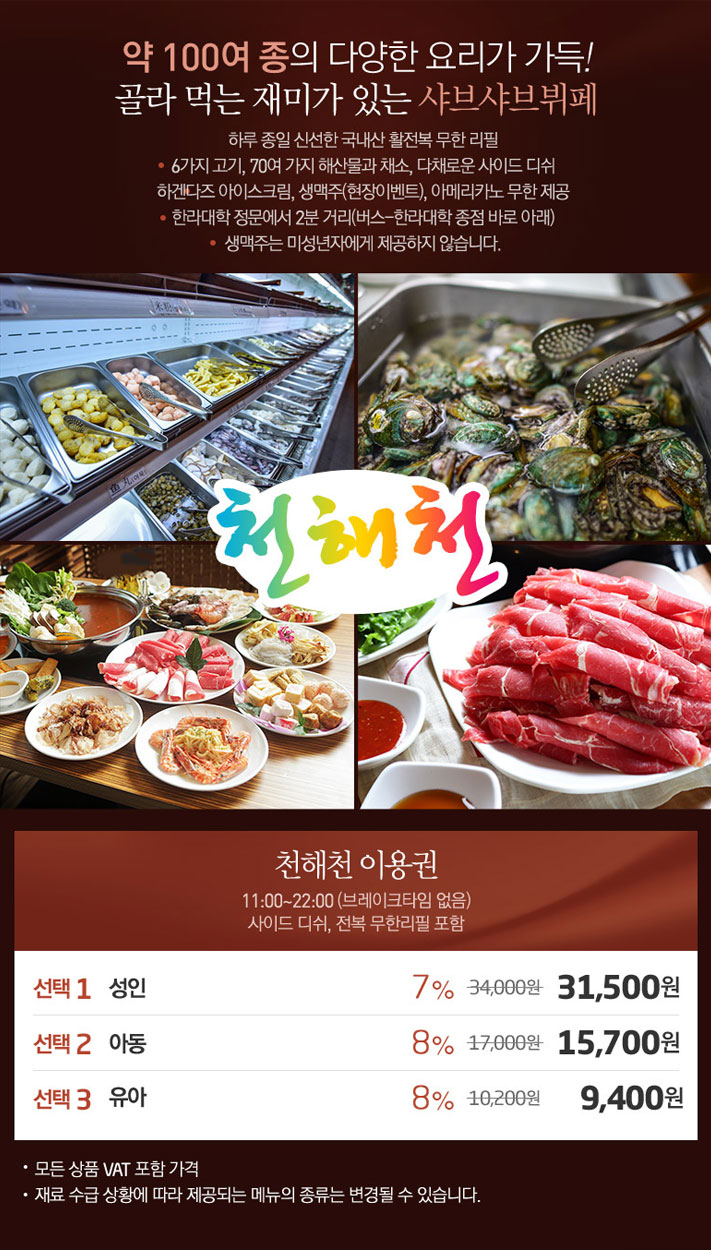 약 100여 종의 다양한 요리가 가득!
골라 먹는 재미가 있는 샤브샤브뷔페
하루 종일 신선한 국내산 활전복 무한 리필
• 6가지 고기, 70여 가지 해산물과 채소, 다채로운 사이드 디쉬
하겐다즈 아이스크림, 생맥주(현장이벤트), 아메리카노 무한 제공
• 한라대학 정문에서 2분 거리(버스-한라대학 종점 바로 아래)
• 생맥주는 미성년자에게 제공하지 않습니다.
천해천
천해천 이용권
11:00~22:00 (브레이크타임 없음)
사이드 디쉬, 전복 무한리필 포함
선택 1 성인 7% 34,000원 31,500원
선택 2 아동 8% 17,000원 15,700원
선택 3 유아 8% 10,200원 9,400원
• 모든 상품 VAT 포함 가격
• 재료 수급 상황에 따라 제공되는 메뉴의 종류는 변경될 수 있습니다.